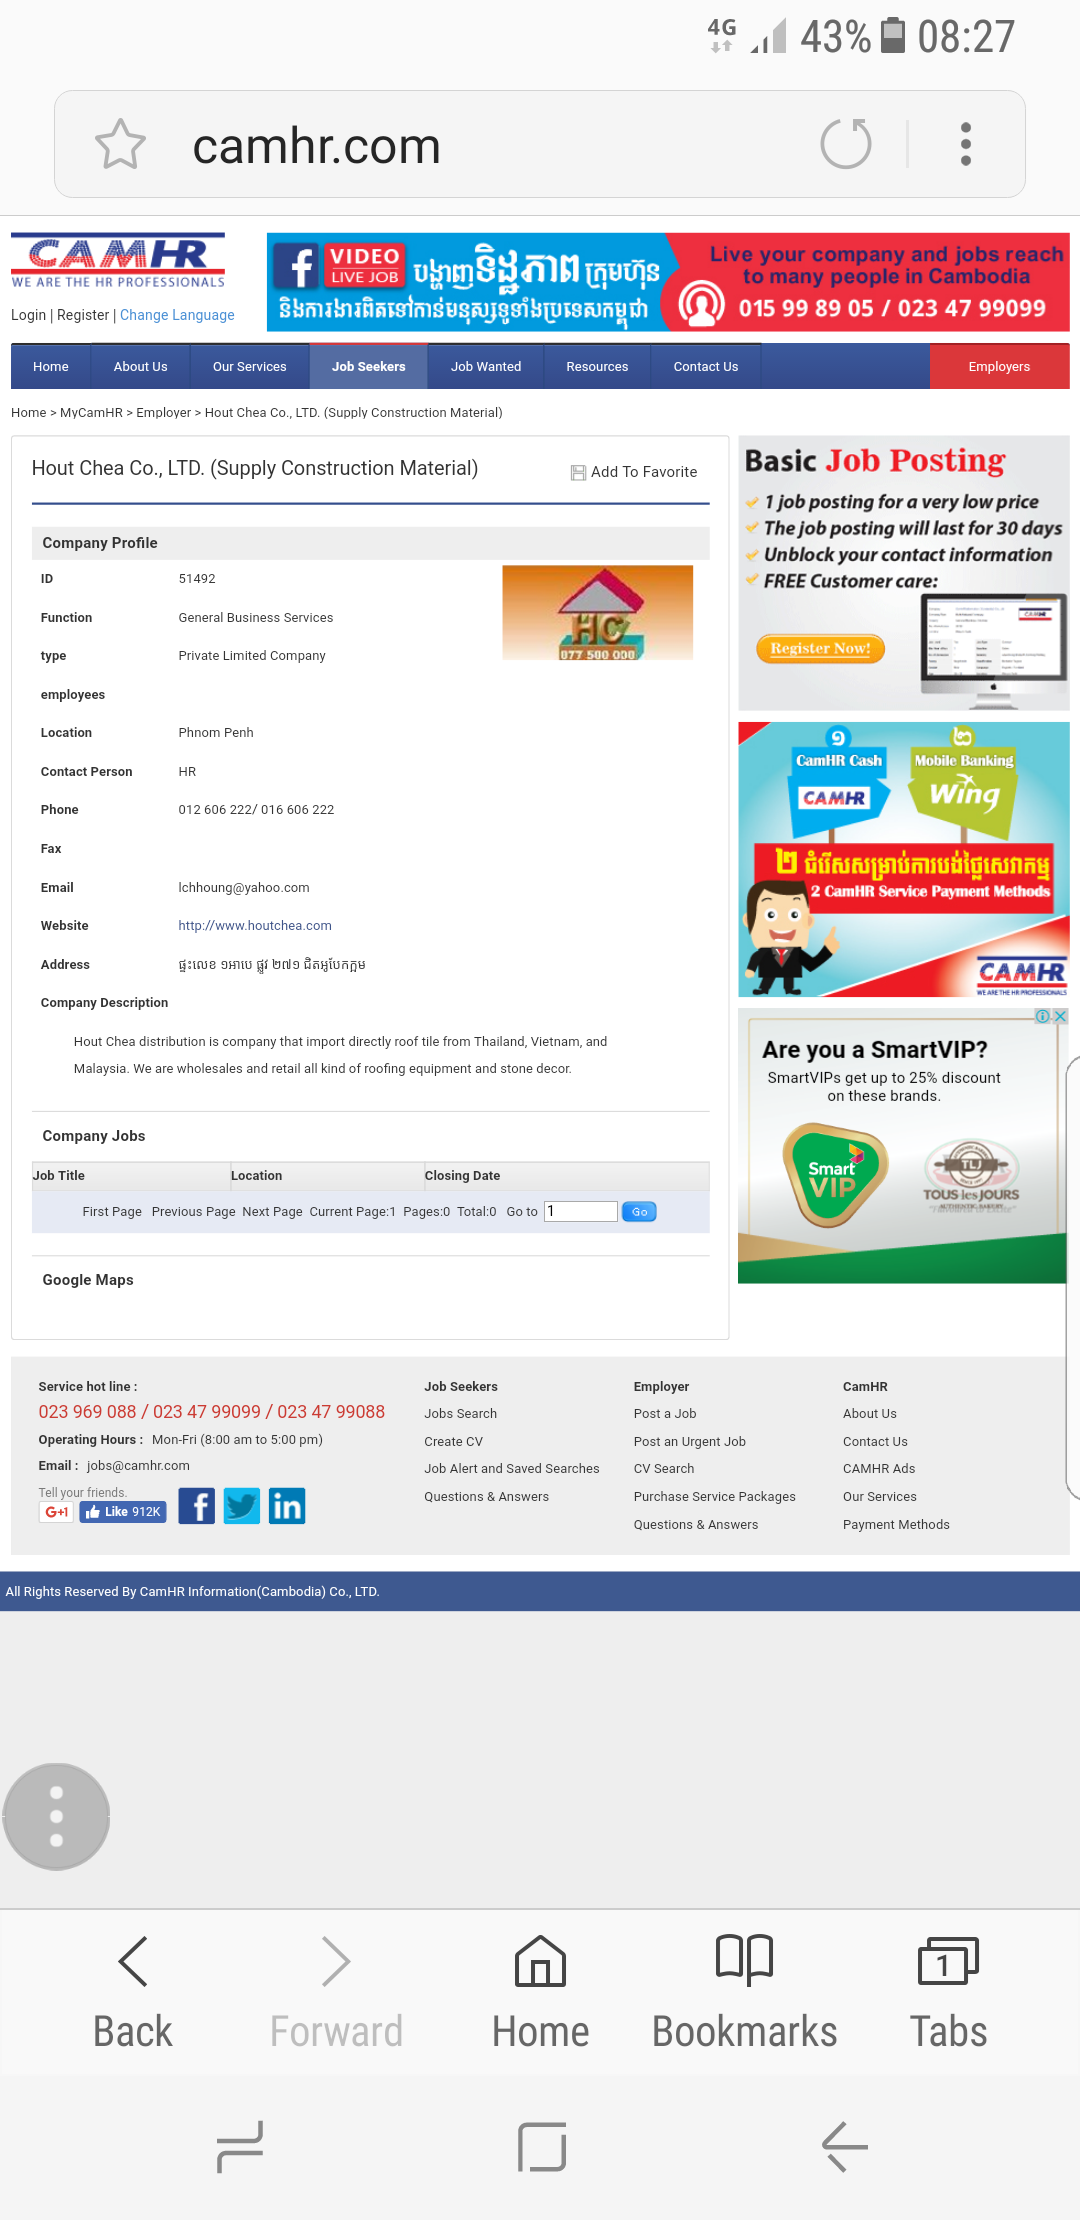 4G 43% 08:27
camhr.com
CAMHR
WE ARE THE HR PROFESSIONALS
Login | Register | Change Language
VIDEO
LIVE JOB
បង្ហាញទិដ្ឋភាព ក្រុមហ៊ុន
និងការងារពិតទៅកាន់មនុស្សទូទាំងប្រទេសកម្ពុជា
Live your company and jobs reach
to many people in Cambodia
015 99 89 05 / 023 47 99099
Home About Us Our Services Job Seekers Job Wanted Resources Contact Us Employers
Home > MyCamHR > Employer > Hout Chea Co., LTD. (Supply Construction Material)
Hout Chea Co., LTD. (Supply Construction Material)
Add To Favorite
Company Profile
ID 51492
Function General Business Services
type Private Limited Company
employees
Location Phnom Penh
Contact Person HR
Phone 012 606 222/ 016 606 222
Fax
Email lchhoung@yahoo.com
Website http://www.houtchea.com
Address ផ្ទះលេខ ១អាបេ ផ្លូវ ២៧១ ជិតអូបែកក្អម
HC
077 500 000
Company Description
Hout Chea distribution is company that import directly roof tile from Thailand, Vietnam, and
Malaysia. We are wholesales and retail all kind of roofing equipment and stone decor.
Company Jobs
Job Title Location Closing Date
First Page Previous Page Next Page Current Page:1 Pages:0 Total:0 Go to 1 Go
Google Maps
Basic Job Posting
1 job posting for a very low price
The job posting will last for 30 days
Unblock your contact information
FREE Customer care:
Register Now!
១ ២
CamHR Cash
Mobile Banking
CAMHR
Wing
២ ជំរើសសម្រាប់ការបង់ថ្លៃសេវាកម្ម
2 CamHR Service Payment Methods
CAMHR
WE ARE THE HR PROFESSIONALS
Are you a SmartVIP?
SmartVIPs get up to 25% discount
on these brands.
Smart
VIP
TLJ
TOUS les JOURS
AUTHENTIC BAKERY
Service hot line :
023 969 088 / 023 47 99099 / 023 47 99088
Operating Hours : Mon-Fri (8:00 am to 5:00 pm)
Email : jobs@camhr.com
Tell your friends.
G+1 Like 912K
Job Seekers
Jobs Search
Create CV
Job Alert and Saved Searches
Questions & Answers
Employer
Post a Job
Post an Urgent Job
CV Search
Purchase Service Packages
Questions & Answers
CamHR
About Us
Contact Us
CAMHR Ads
Our Services
Payment Methods
All Rights Reserved By CamHR Information(Cambodia) Co., LTD.
1
Back Forward Home Bookmarks Tabs